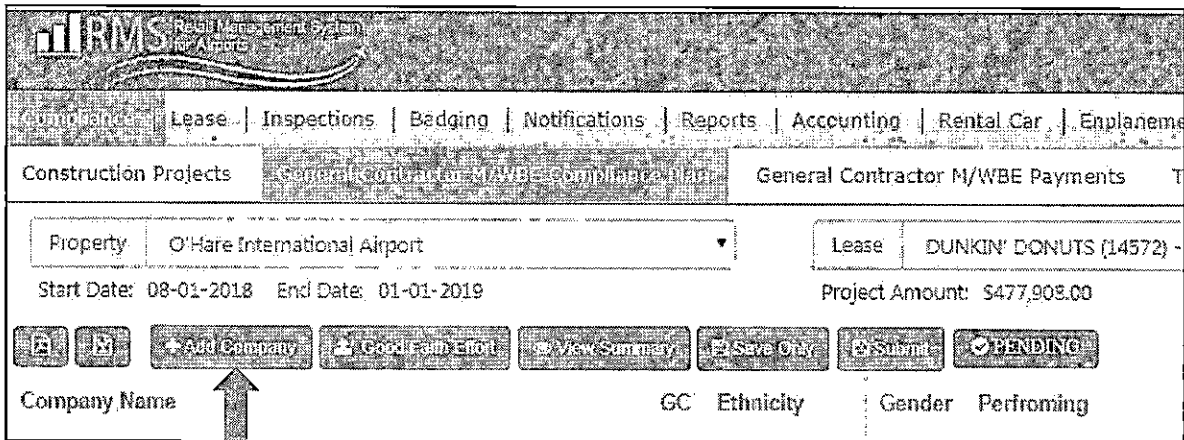 RMS Retail Management System
for Airports
Compliance Lease | Inspections | Badging | Notifications | Reports | Accounting | Rental Car | Enplaneme
Construction Projects General Contractor M/WBE Compliance Plan General Contractor M/WBE Payments T
Property O'Hare International Airport Lease DUNKIN' DONUTS (14572) -
Start Date: 08-01-2018 End Date: 01-01-2019 Project Amount: $477,903.00
+ Add Company Good Faith Effort View Summary Save Only Submit PENDING
Company Name GC Ethnicity Gender Perfroming